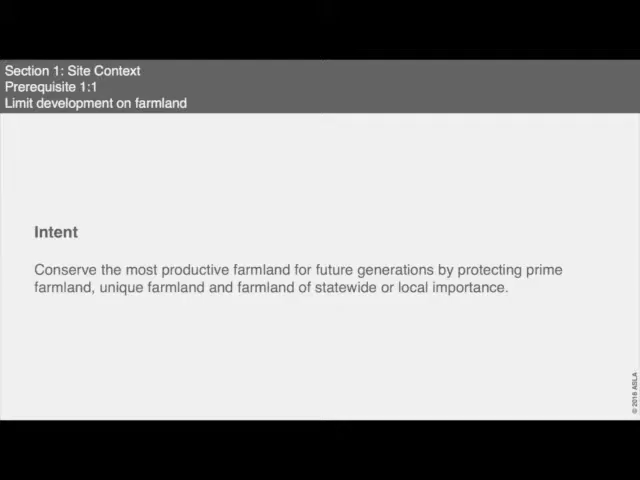 Section 1: Site Context
Prerequisite 1:1
Limit development on farmland
Intent
Conserve the most productive farmland for future generations by protecting prime
farmland, unique farmland and farmland of statewide or local importance.
© 2016 ASLA